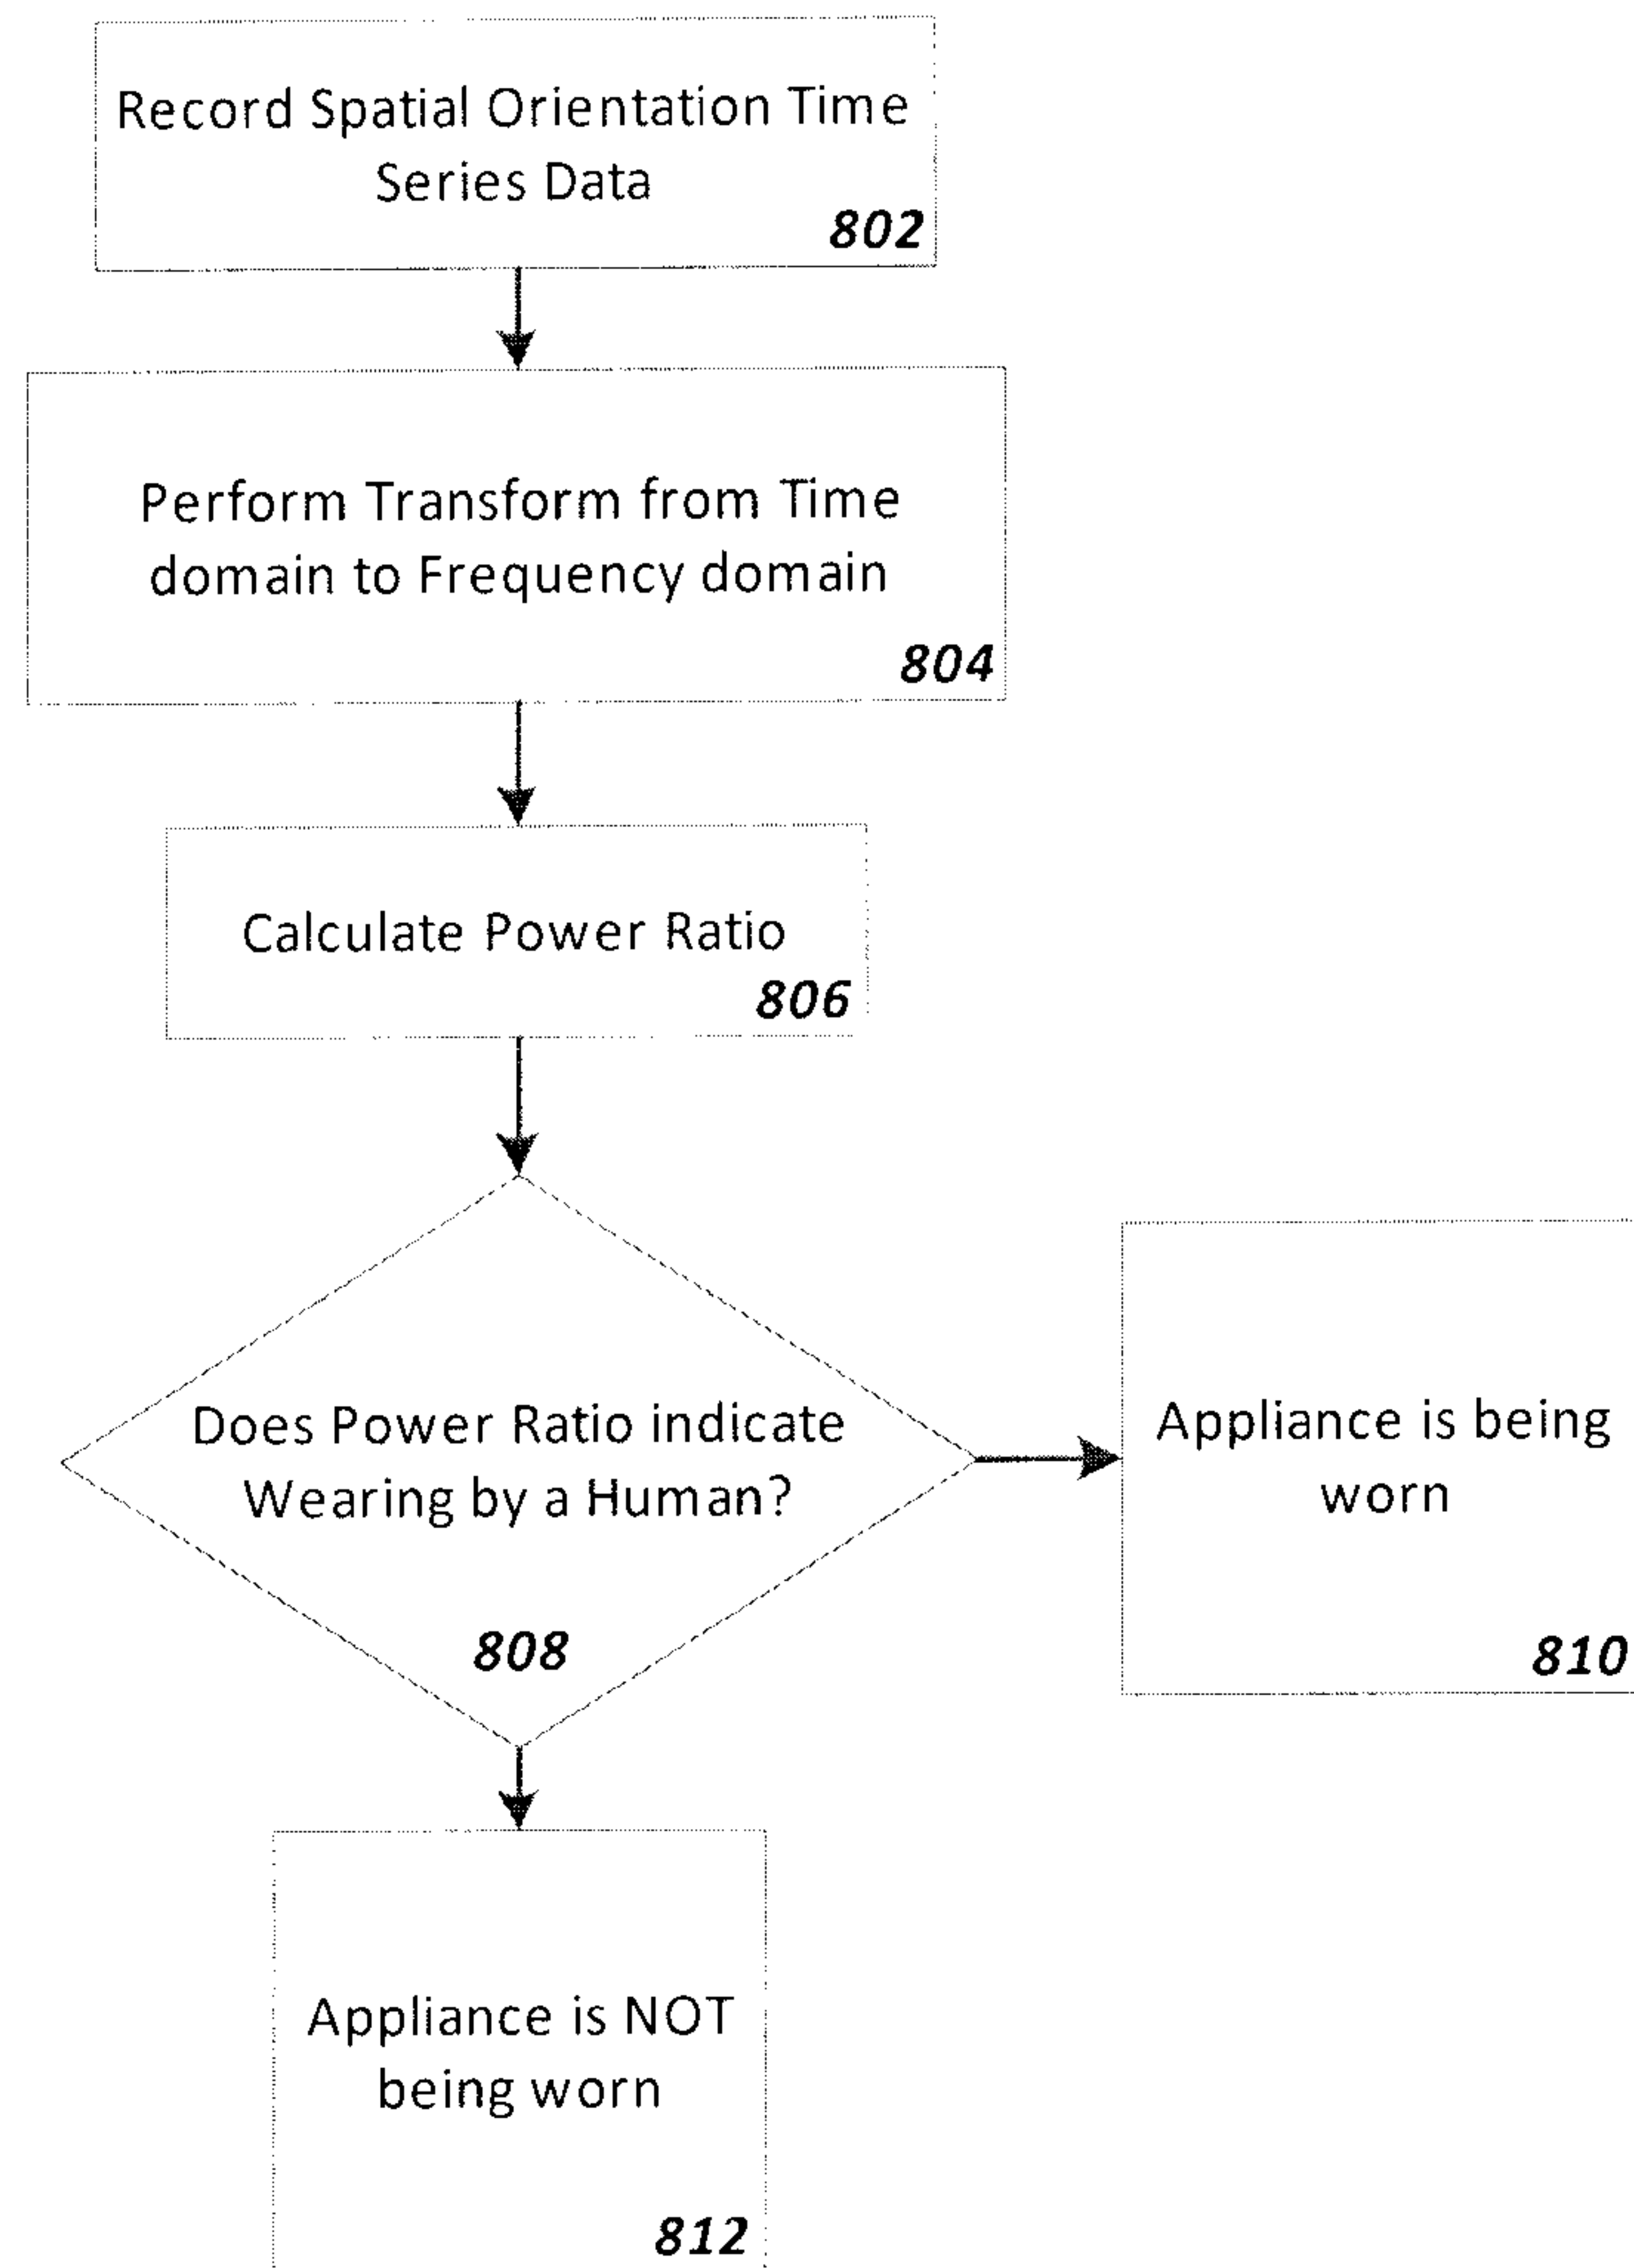 Record Spatial Orientation Time
Series Data
802
Perform Transform from Time
domain to Frequency domain
804
Calculate Power Ratio
806
Does Power Ratio indicate
Wearing by a Human?
808
Appliance is being
worn
810
Appliance is NOT
being worn
812